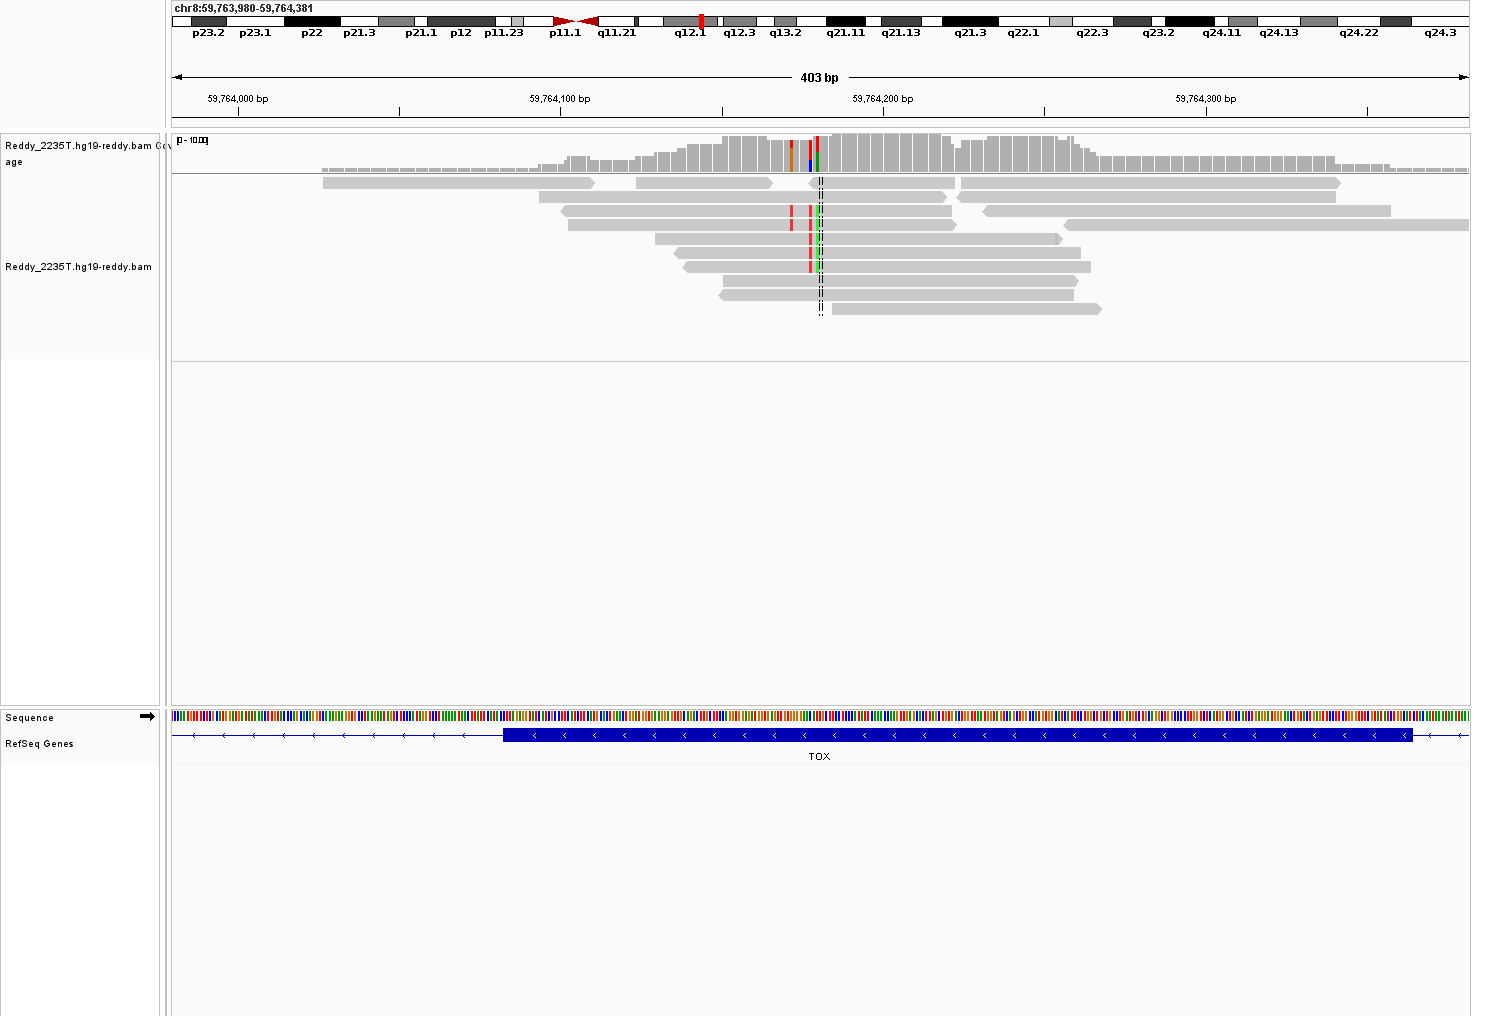 chr8:59,763,980-59,764,381
p23.2 p23.1 p22 p21.3 p21.1 p12 p11.23 p11.1 q11.21 q12.1 q12.3 q13.2 q21.11 q21.13 q21.3 q22.1 q22.3 q23.2 q24.11 q24.13 q24.22 q24.3
403 bp
59,764,000 bp 59,764,100 bp 59,764,200 bp 59,764,300 bp
Reddy_2235T.hg19-reddy.bam Cov
age
[0 - 10.00]
Reddy_2235T.hg19-reddy.bam
Sequence
RefSeq Genes
TOX